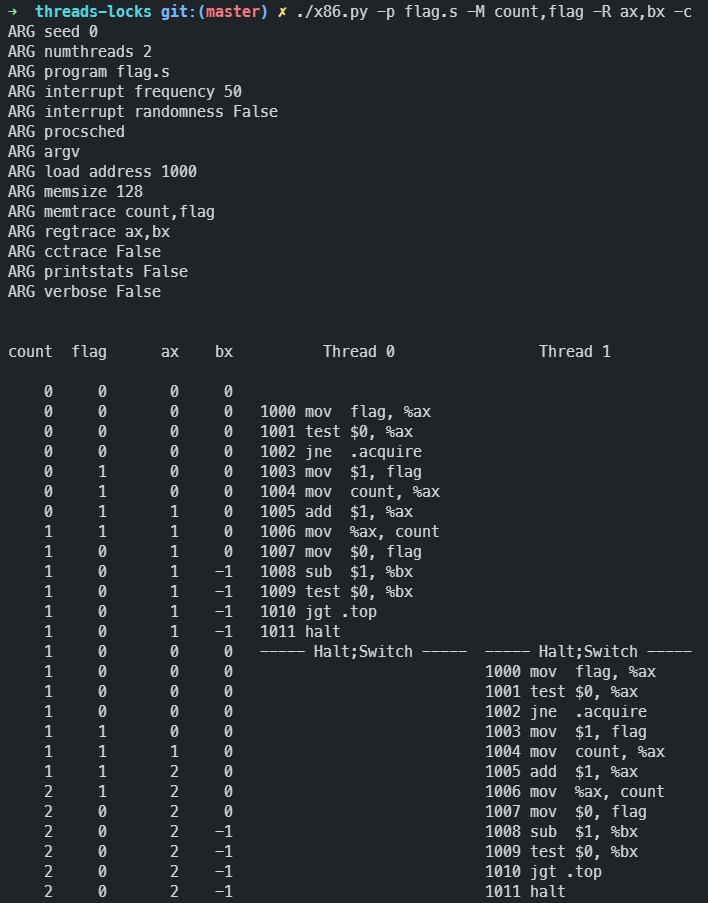 →  threads-locks git:(master) ✗ ./x86.py -p flag.s -M count,flag -R ax,bx -c
ARG seed 0
ARG numthreads 2
ARG program flag.s
ARG interrupt frequency 50
ARG interrupt randomness False
ARG procsched
ARG argv
ARG load address 1000
ARG memsize 128
ARG memtrace count,flag
ARG regtrace ax,bx
ARG cctrace False
ARG printstats False
ARG verbose False
count  flag      ax    bx          Thread 0                Thread 1
    0     0       0     0
    0     0       0     0   1000 mov  flag, %ax
    0     0       0     0   1001 test $0, %ax
    0     0       0     0   1002 jne  .acquire
    0     1       0     0   1003 mov  $1, flag
    0     1       0     0   1004 mov  count, %ax
    0     1       1     0   1005 add  $1, %ax
    1     1       1     0   1006 mov  %ax, count
    1     0       1     0   1007 mov  $0, flag
    1     0       1    -1   1008 sub  $1, %bx
    1     0       1    -1   1009 test $0, %bx
    1     0       1    -1   1010 jgt .top
    1     0       1    -1   1011 halt
    1     0       0     0   ----- Halt;Switch -----  ----- Halt;Switch -----
    1     0       0     0                            1000 mov  flag, %ax
    1     0       0     0                            1001 test $0, %ax
    1     0       0     0                            1002 jne  .acquire
    1     1       0     0                            1003 mov  $1, flag
    1     1       1     0                            1004 mov  count, %ax
    1     1       2     0                            1005 add  $1, %ax
    2     1       2     0                            1006 mov  %ax, count
    2     0       2     0                            1007 mov  $0, flag
    2     0       2    -1                            1008 sub  $1, %bx
    2     0       2    -1                            1009 test $0, %bx
    2     0       2    -1                            1010 jgt .top
    2     0       2    -1                            1011 halt